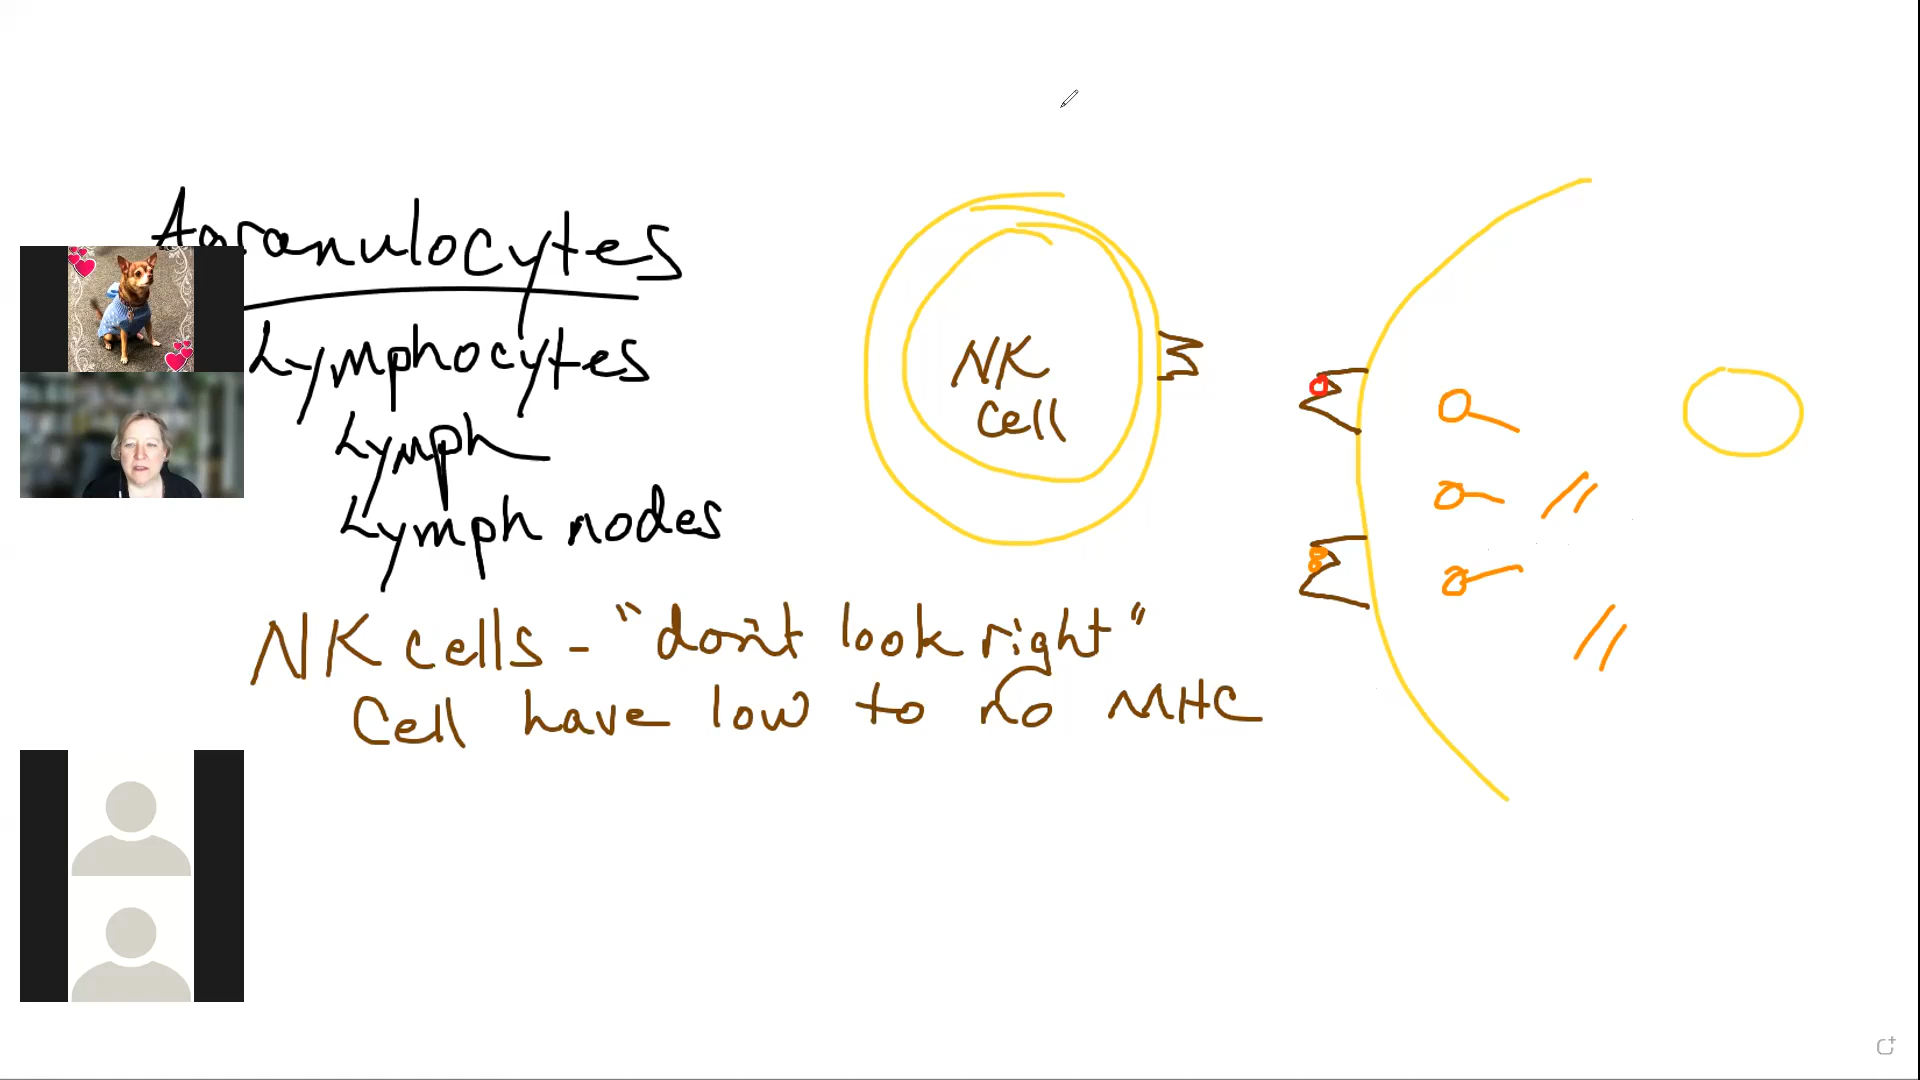 Agranulocytes
Lymphocytes
Lymph
Lymph nodes
NK cells - "don't look right"
Cell have low to no MHC
NK
Cell